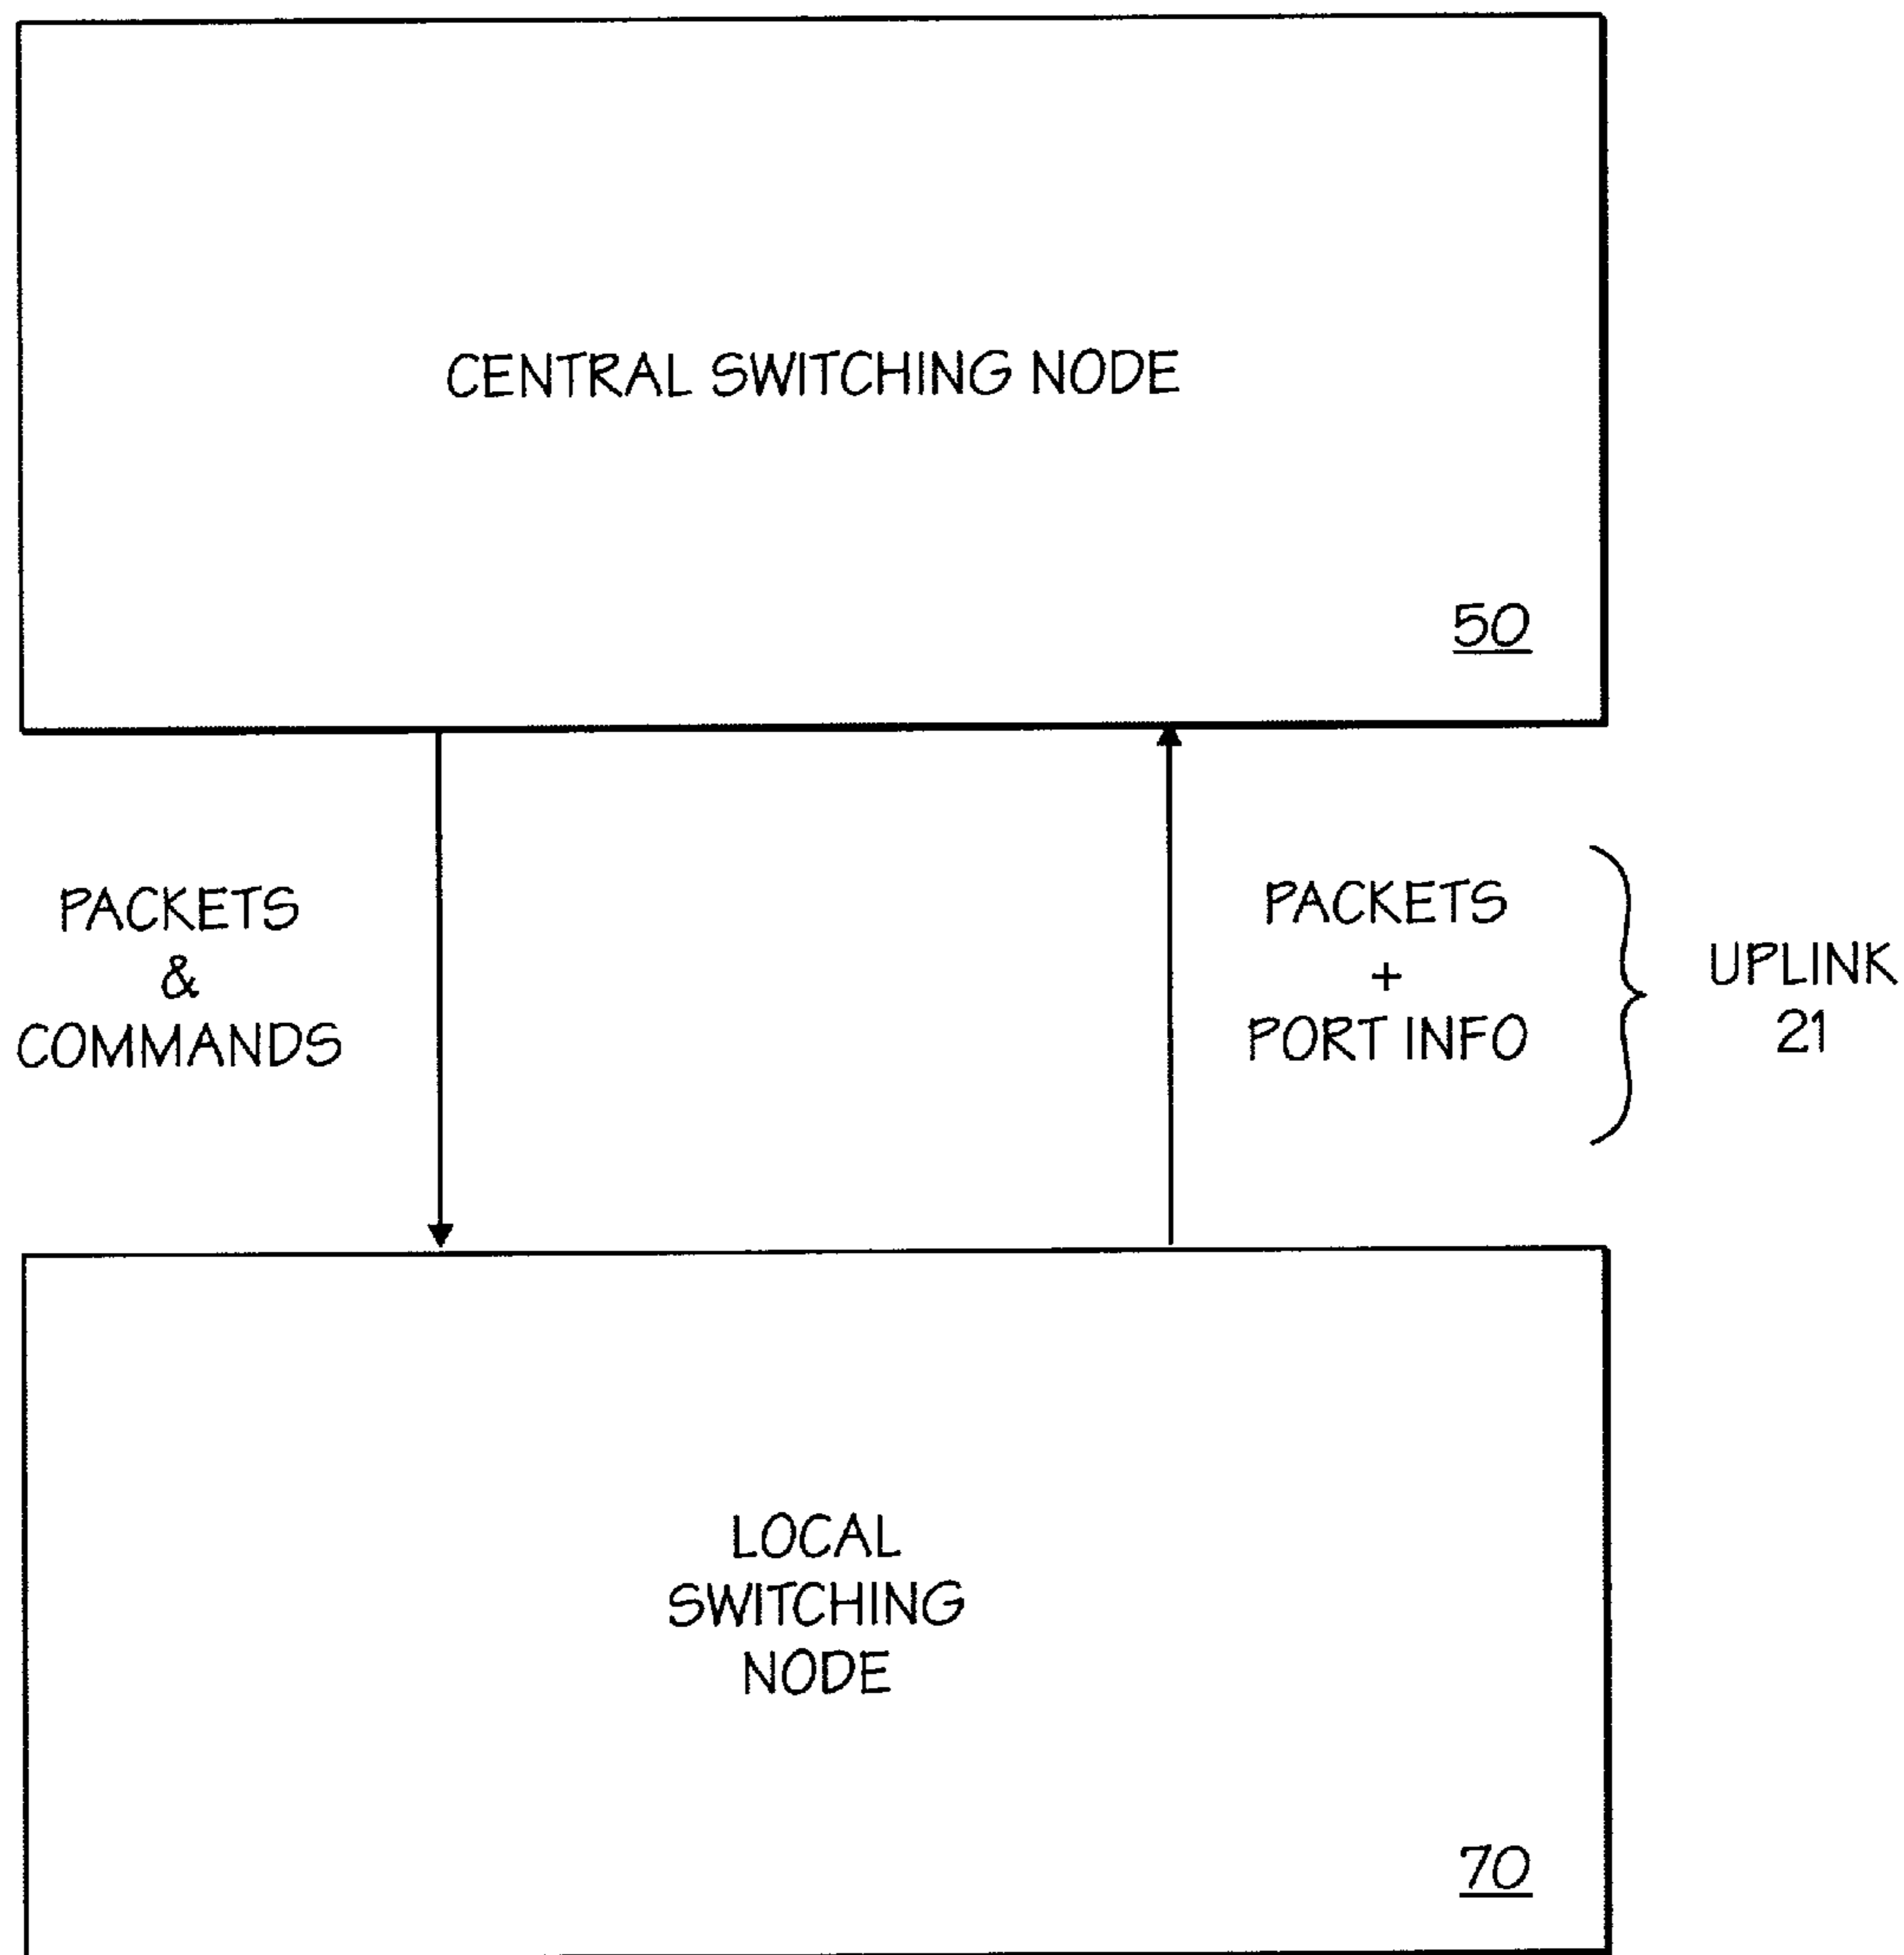 CENTRAL SWITCHING NODE
50
PACKETS
&
COMMANDS
PACKETS
+
PORT INFO
UPLINK
21
LOCAL
SWITCHING
NODE
70